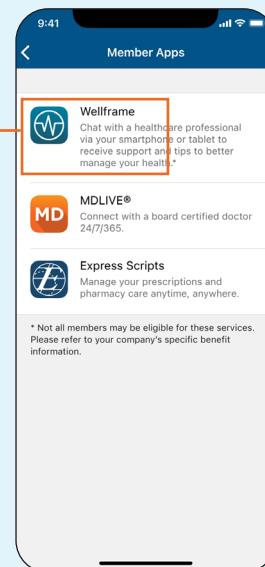 9:41
Member Apps
Wellframe
Chat with a healthcare professional
via your smartphone or tablet to
receive support and tips to better
manage your health.*
MD
MDLIVE®
Connect with a board certified doctor
24/7/365.
Express Scripts
Manage your prescriptions and
pharmacy care anytime, anywhere.
* Not all members may be eligible for these services.
Please refer to your company's specific benefit
information.